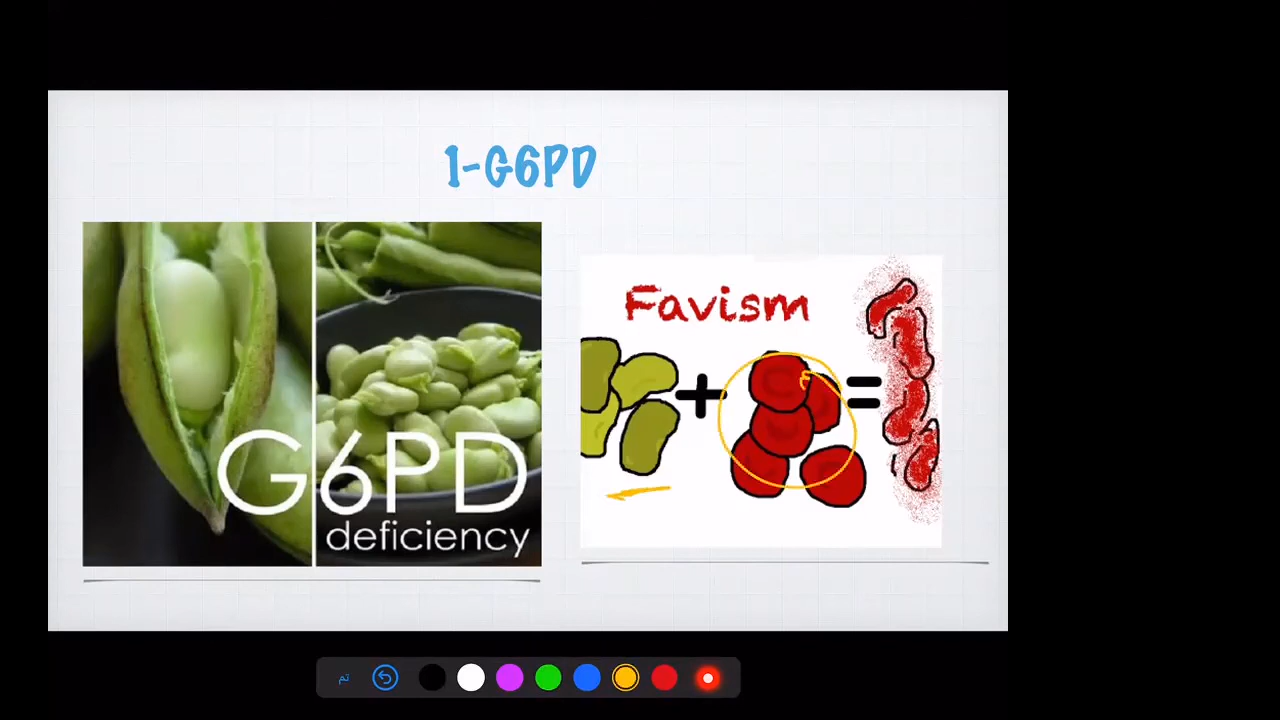 1-G6PD
G6PD
deficiency
Favism
+ =
تم